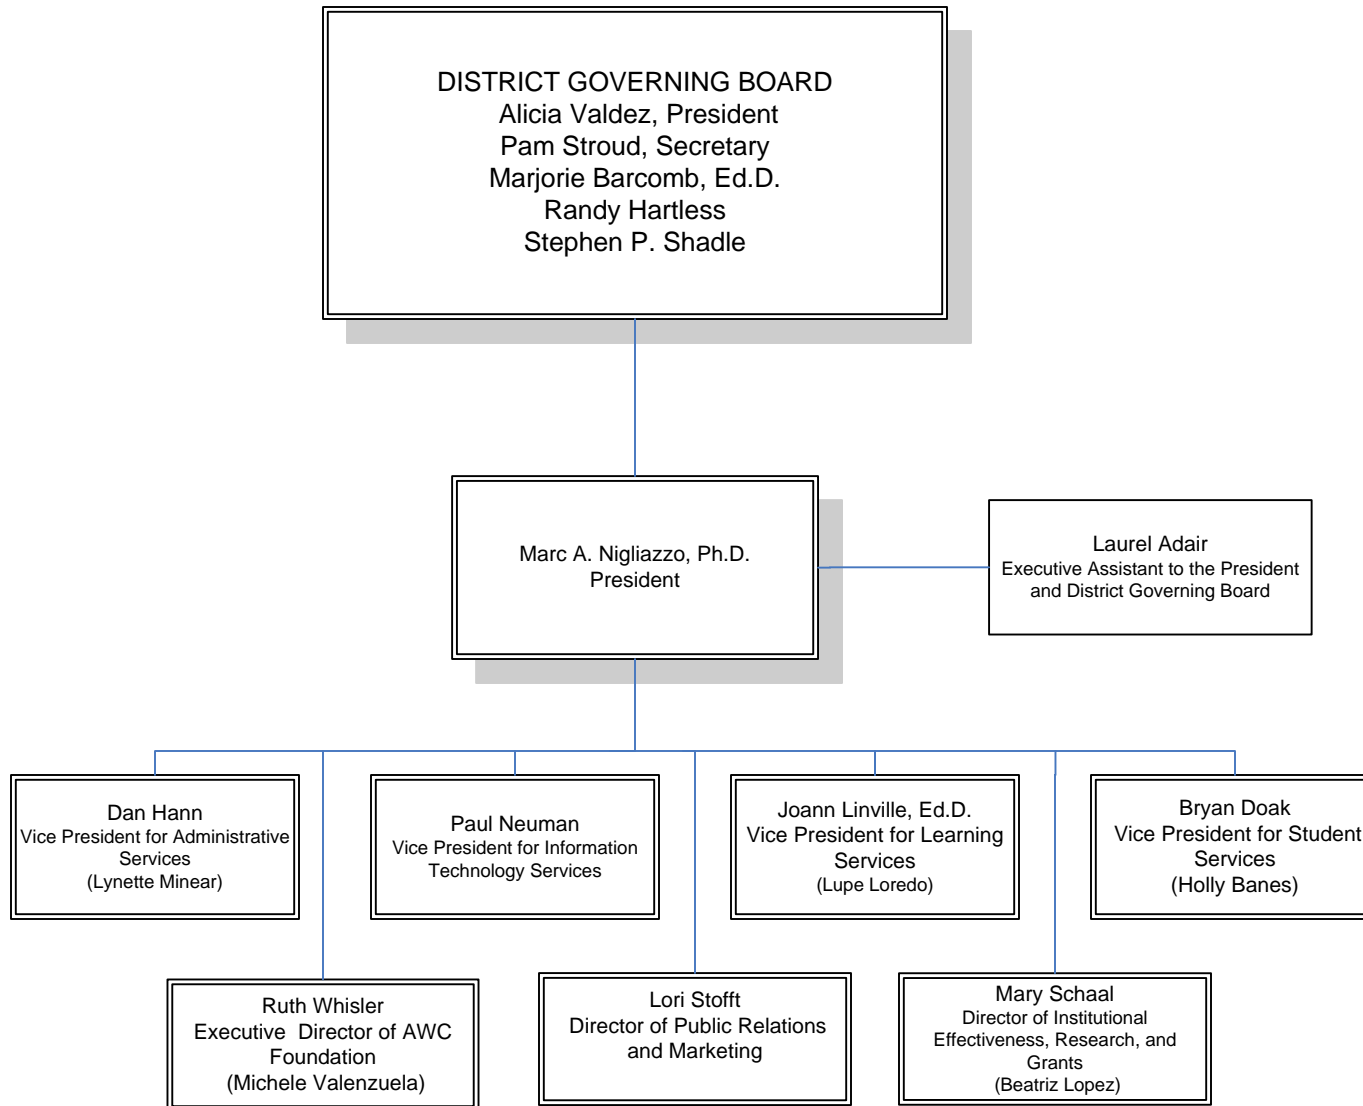 DISTRICT GOVERNING BOARD
Alicia Valdez, President
Pam Stroud, Secretary
Marjorie Barcomb, Ed.D.
Randy Hartless
Stephen P. Shadle
Marc A. Nigliazzo, Ph.D.
President
Laurel Adair
Executive Assistant to the President
and District Governing Board
Dan Hann
Vice President for Administrative
Services
(Lynette Minear)
Paul Neuman
Vice President for Information
Technology Services
Joann Linville, Ed.D.
Vice President for Learning
Services
(Lupe Loredo)
Bryan Doak
Vice President for Student
Services
(Holly Banes)
Ruth Whisler
Executive  Director of AWC
Foundation
(Michele Valenzuela)
Lori Stofft
Director of Public Relations
and Marketing
Mary Schaal
Director of Institutional
Effectiveness, Research, and
Grants
(Beatriz Lopez)